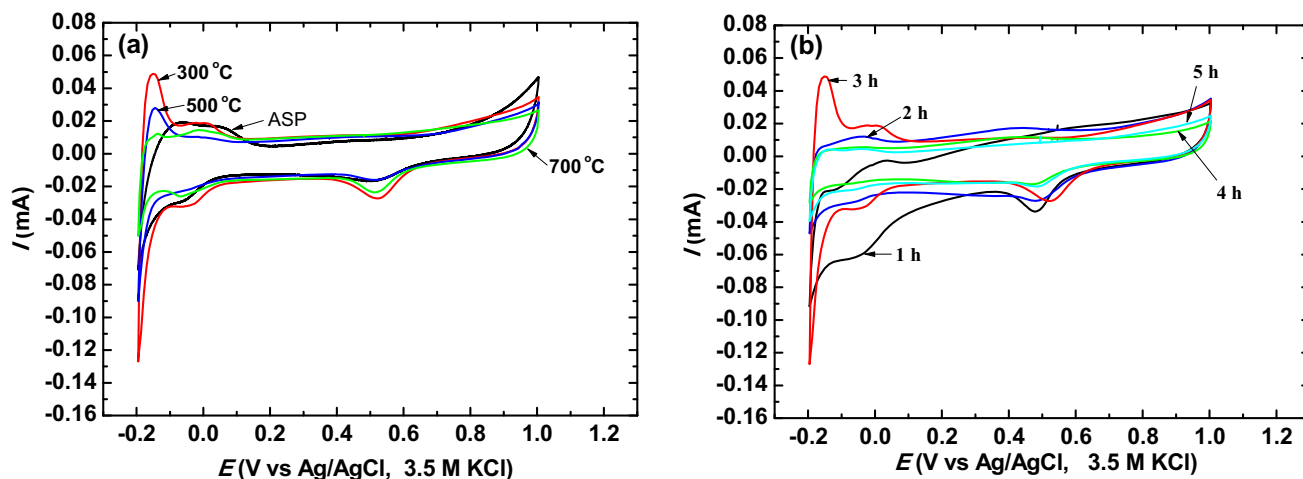 (a)
0.08
0.06
0.04
0.02
0.00
-0.02
-0.04
-0.06
-0.08
-0.10
-0.12
-0.14
-0.16
I (mA)
300 °C
500 °C
ASP
700 °C
-0.2 0.0 0.2 0.4 0.6 0.8 1.0 1.2
E (V vs Ag/AgCl, 3.5 M KCl)
(b)
0.08
0.06
0.04
0.02
0.00
-0.02
-0.04
-0.06
-0.08
-0.10
-0.12
-0.14
-0.16
I (mA)
3 h
2 h
5 h
4 h
1 h
-0.2 0.0 0.2 0.4 0.6 0.8 1.0 1.2
E (V vs Ag/AgCl, 3.5 M KCl)